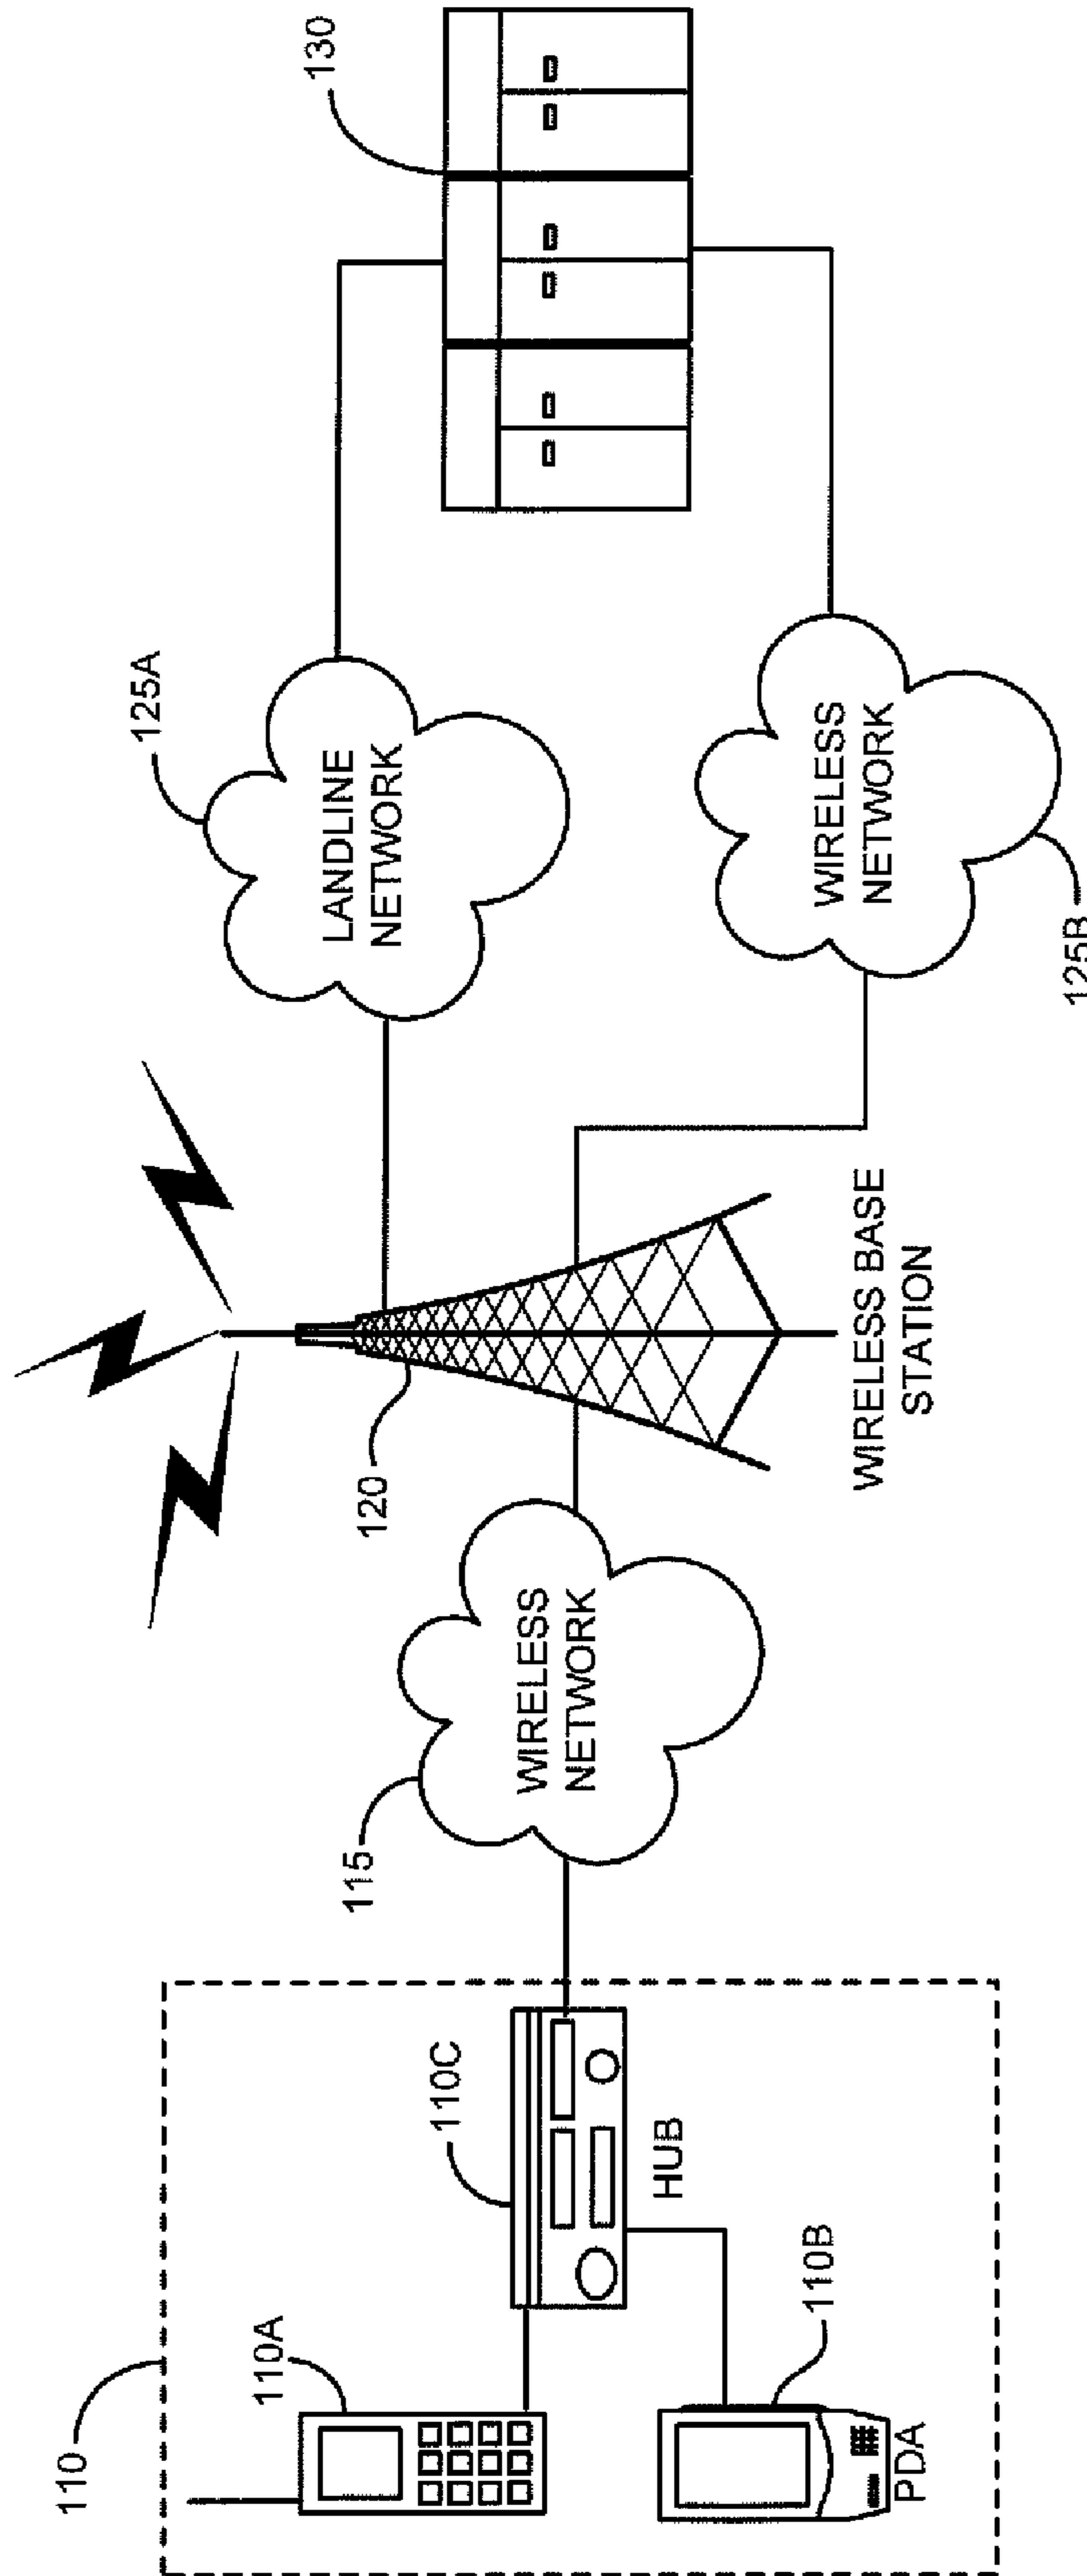 110
110A
110C
HUB
110B
PDA
115
WIRELESS
NETWORK
120
WIRELESS BASE
STATION
125A
LANDLINE
NETWORK
WIRELESS
NETWORK
125B
130